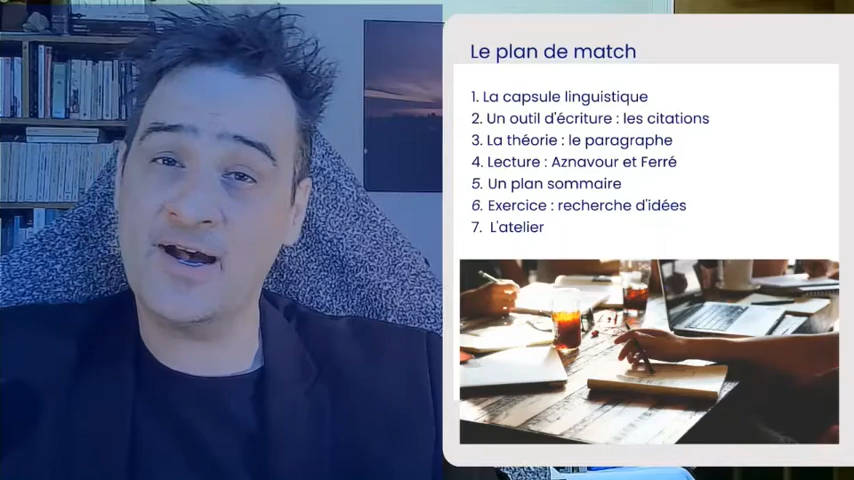 Le plan de match
1. La capsule linguistique
2. Un outil d'écriture : les citations
3. La théorie : le paragraphe
4. Lecture : Aznavour et Ferré
5. Un plan sommaire
6. Exercice : recherche d'idées
7. L'atelier